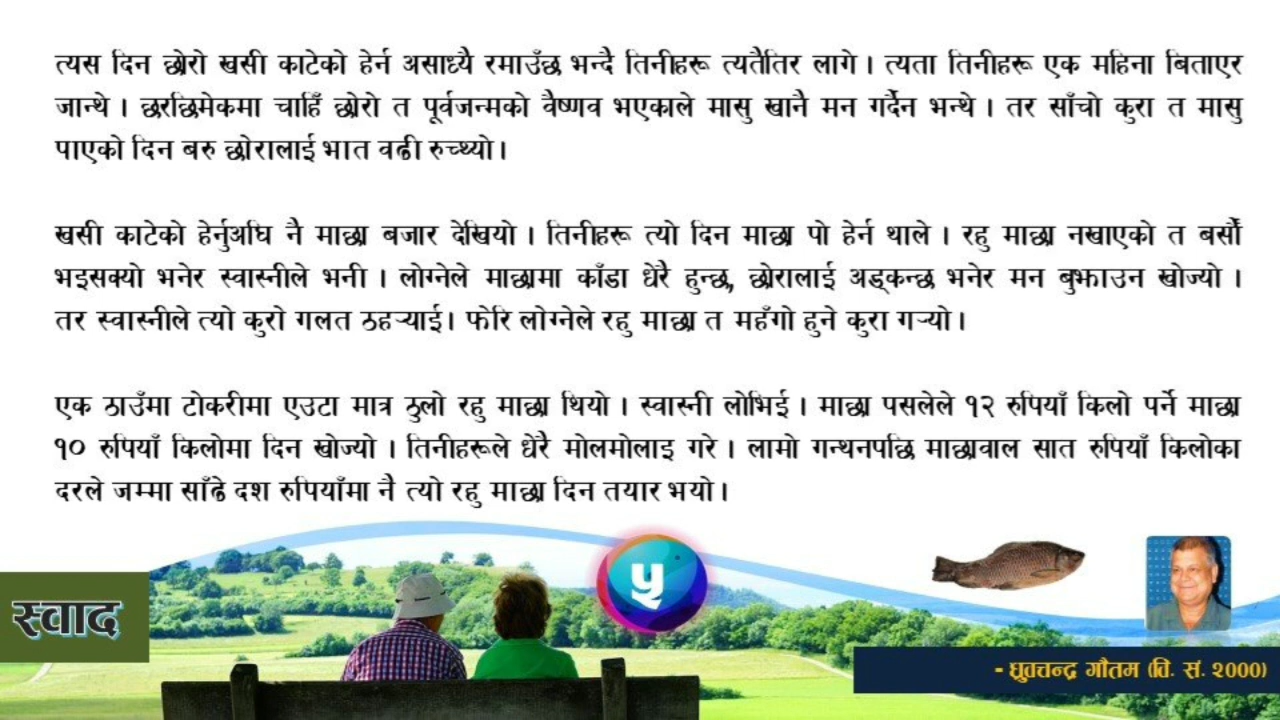 त्यस दिन छोरो खसी काटेको हेर्न असाध्यै रमाउँछ भन्दै तिनीहरू त्यतैतिर लागे । त्यता तिनीहरू एक महिना बिताएर
जान्थे । छरछिमेकमा चाहिँ छोरो त पूर्वजन्मको वैष्णव भएकाले मासु खानै मन गर्दैन भन्थे । तर साँचो कुरा त मासु
पाएको दिन बरु छोरालाई भात वढी रुच्थ्यो ।
खसी काटेको हेर्नुअघि नै माछा बजार देखियो । तिनीहरू त्यो दिन माछा पो हेर्न थाले । रहु माछा नखाएको त बर्सौं
भइसक्यो भनेर स्वास्नीले भनी । लोग्नेले माछामा काँडा धेरै हुन्छ, छोरालाई अड्कन्छ भनेर मन बुझाउन खोज्यो ।
तर स्वास्नीले त्यो कुरो गलत ठहऱ्याई । फेरि लोग्नेले रहु माछा त महँगो हुने कुरा गऱ्यो ।
एक ठाउँमा टोकरीमा एउटा मात्र ठुलो रहु माछा थियो । स्वास्नी लोभिई । माछा पसलेले १२ रुपियाँ किलो पर्ने माछा
१० रुपियाँ किलोमा दिन खोज्यो । तिनीहरूले धेरै मोलमोलाइ गरे । लामो गन्थनपछि माछावाल सात रुपियाँ किलोका
दरले जम्मा साँढे दश रुपियाँमा नै त्यो रहु माछा दिन तयार भयो ।
५
स्वाद
- ध्रुवचन्द्र गौतम (वि. सं. २०००)